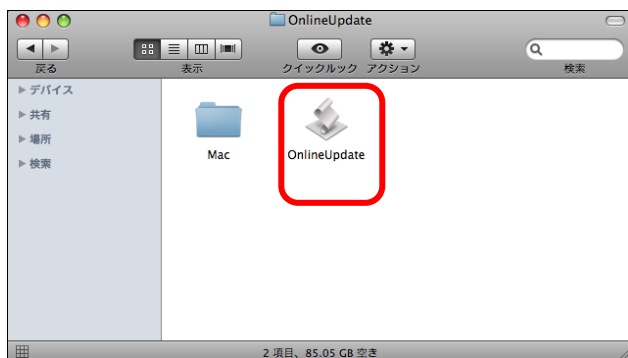 OnlineUpdate
戻る 表示 クイックルック アクション 検索
デバイス
共有
場所
検索
Mac OnlineUpdate
2 項目、85.05 GB 空き